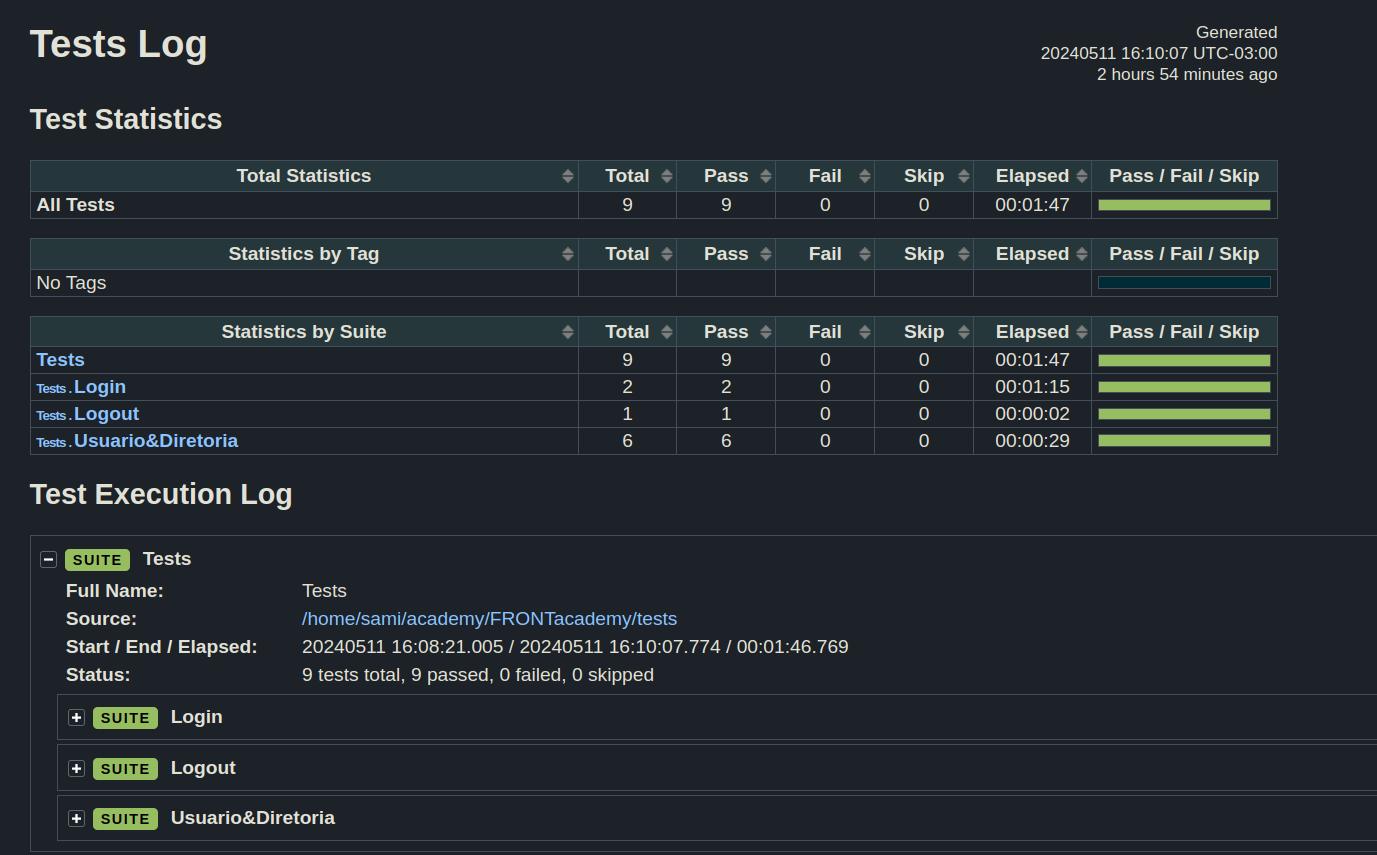 Tests Log
Generated
20240511 16:10:07 UTC-03:00
2 hours 54 minutes ago
Test Statistics
Total Statistics Total Pass Fail Skip Elapsed Pass / Fail / Skip
All Tests 9 9 0 0 00:01:47
Statistics by Tag Total Pass Fail Skip Elapsed Pass / Fail / Skip
No Tags
Statistics by Suite Total Pass Fail Skip Elapsed Pass / Fail / Skip
Tests 9 9 0 0 00:01:47
Tests . Login 2 2 0 0 00:01:15
Tests . Logout 1 1 0 0 00:00:02
Tests . Usuario&Diretoria 6 6 0 0 00:00:29
Test Execution Log
SUITE Tests
Full Name: Tests
Source: /home/sami/academy/FRONTacademy/tests
Start / End / Elapsed: 20240511 16:08:21.005 / 20240511 16:10:07.774 / 00:01:46.769
Status: 9 tests total, 9 passed, 0 failed, 0 skipped
SUITE Login
SUITE Logout
SUITE Usuario&Diretoria